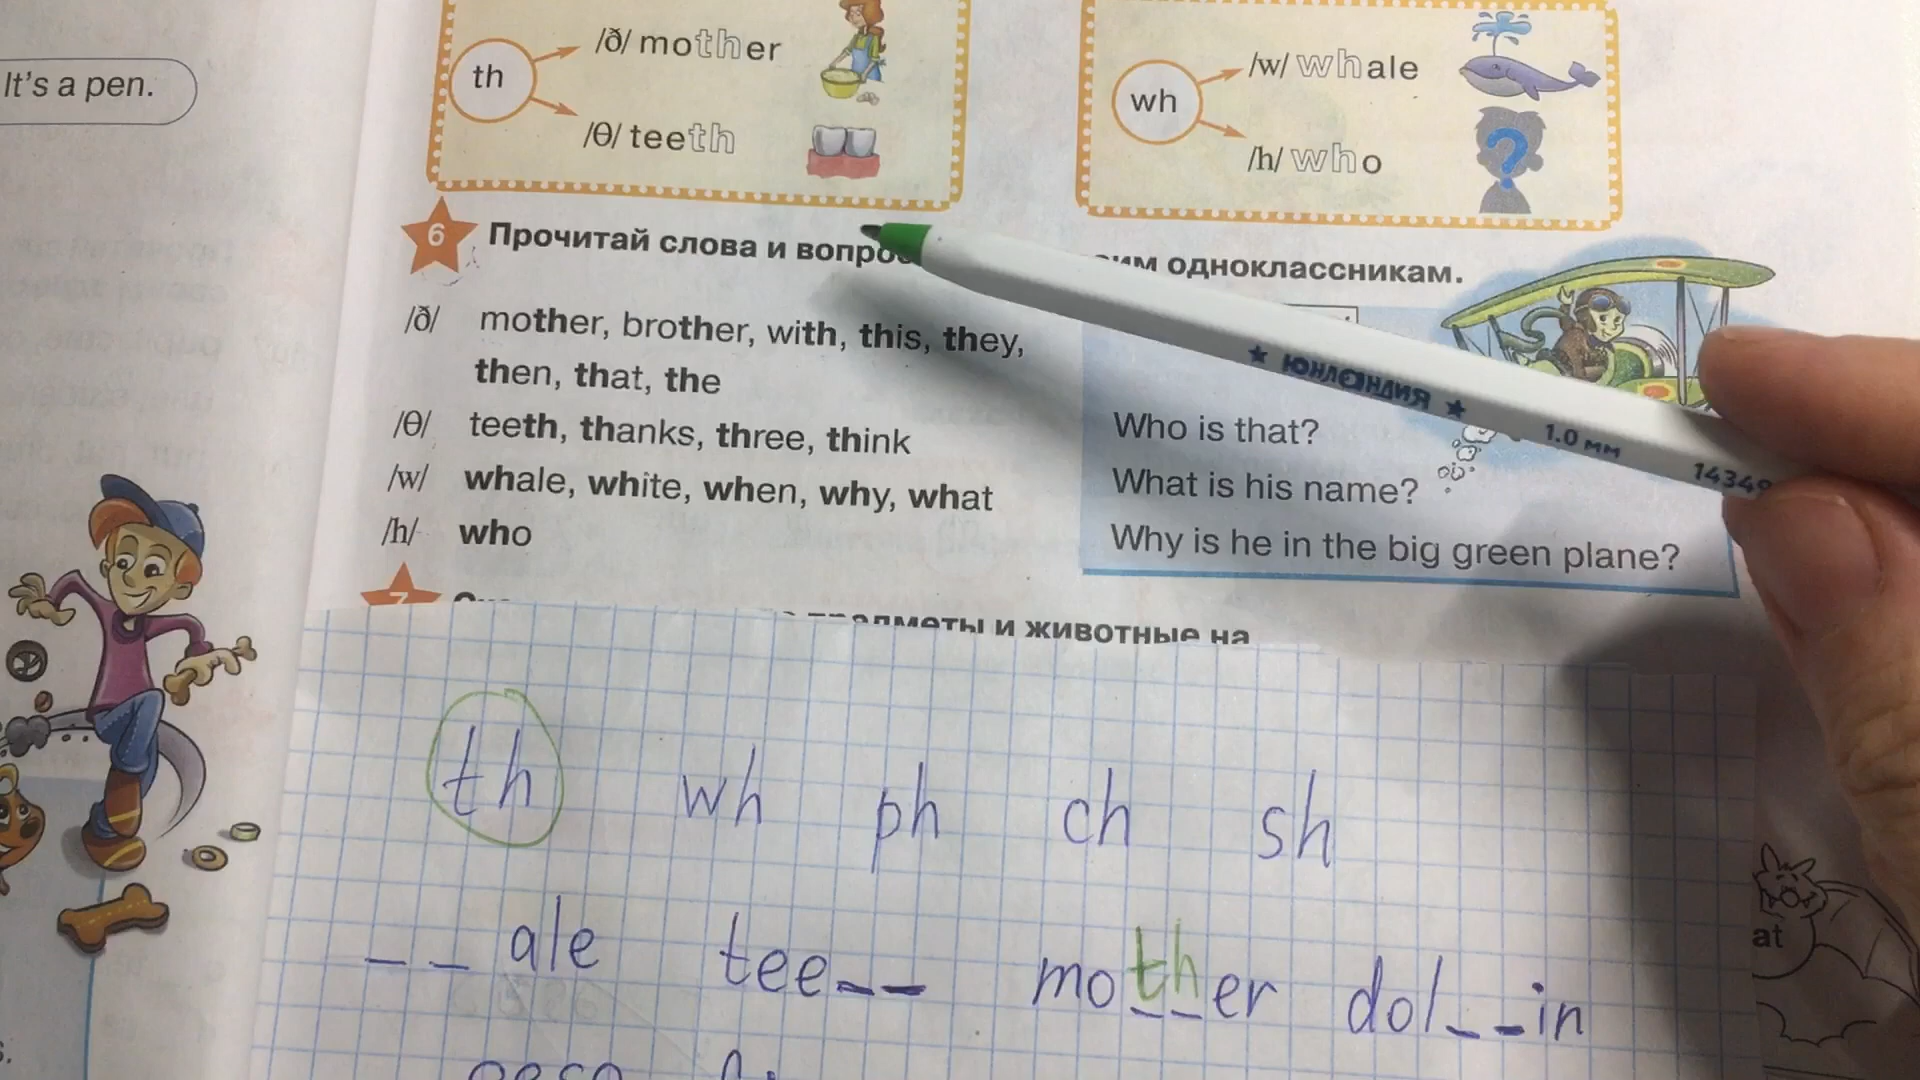 It's a pen.
th
/ð/ mother
/θ/ teeth
wh
/w/ whale
/h/ who
6 Прочитай слова и
одноклассникам.
/ð/ mother, brother, with, this, they,
then, that, the
/θ/ teeth, thanks, three, think
/w/ whale, white, when, why, what
/h/ who
Who is that?
What is his name?
Why is he in the big green plane?
★ ЮНЛАНДИЯ ★ 1.0 мм
7
и животные на
th wh ph ch sh
_ _ ale tee_ _ mother dol_ _in
at